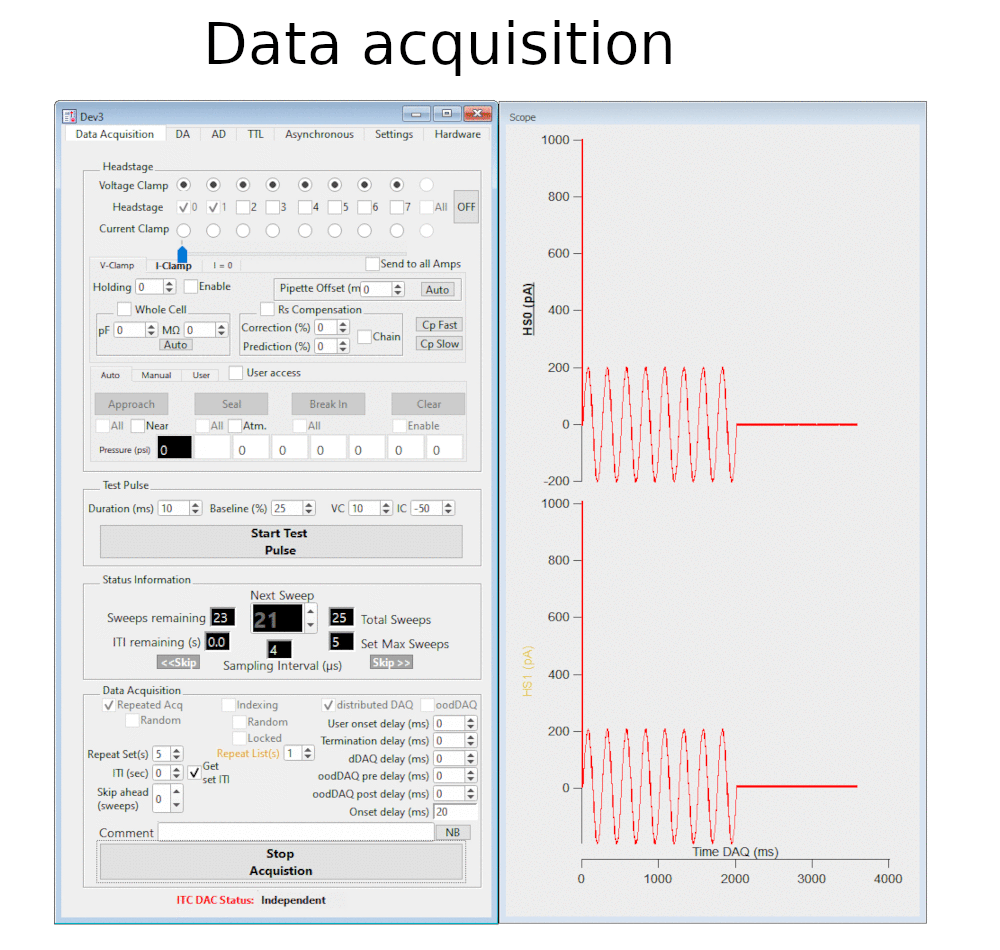 Data acquisition
Dev3
Data Acquisition DA AD TTL Asynchronous Settings Hardware
Headstage
Voltage Clamp
Headstage 0 1 2 3 4 5 6 7 All OFF
Current Clamp
V-Clamp I-Clamp I = 0 Send to all Amps
Holding 0 Enable Pipette Offset (m 0 Auto
Whole Cell Rs Compensation
pF 0 MΩ 0 Correction (%) 0 Chain Cp Fast
Auto Prediction (%) 0 Cp Slow
Auto Manual User User access
Approach Seal Break In Clear
All Near All Atm. All Enable
Pressure (psi) 0 0 0 0 0 0 0
Test Pulse
Duration (ms) 10 Baseline (%) 25 VC 10 IC -50
Start Test
Pulse
Status Information
Next Sweep
Sweeps remaining 23 21 25 Total Sweeps
ITI remaining (s) 0.0 4 5 Set Max Sweeps
<<Skip Sampling Interval (µs) Skip >>
Data Acquisition
Repeated Acq Indexing distributed DAQ oodDAQ
Random Random User onset delay (ms) 0
Locked Termination delay (ms) 0
Repeat Set(s) 5 Repeat List(s) 1 dDAQ delay (ms) 0
ITI (sec) 0 Get
set ITI oodDAQ pre delay (ms) 0
Skip ahead
(sweeps) 0 oodDAQ post delay (ms) 0
Onset delay (ms) 20
Comment NB
Stop
Acquistion
ITC DAC Status: Independent
Scope
1000
800
600
400
200
0
-200
HS0 (pA)
1000
800
600
400
200
0
HS1 (pA)
Time DAQ (ms)
0 1000 2000 3000 4000